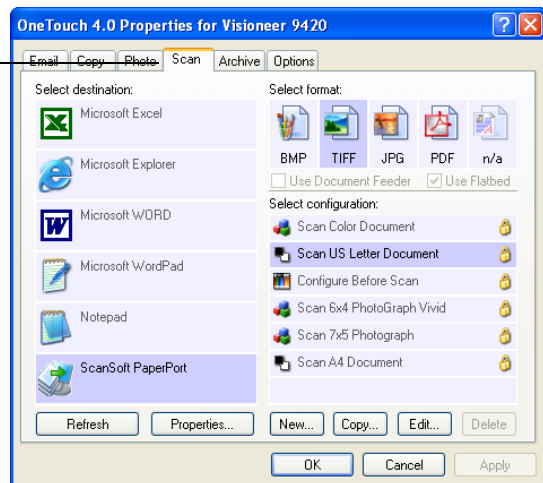 OneTouch 4.0 Properties for Visioneer 9420
Email Copy Photo Scan Archive Options
Select destination:
Microsoft Excel
Microsoft Explorer
Microsoft WORD
Microsoft WordPad
Notepad
ScanSoft PaperPort
Refresh Properties...
Select format:
BMP TIFF JPG PDF n/a
Use Document Feeder Use Flatbed
Select configuration:
Scan Color Document
Scan US Letter Document
Configure Before Scan
Scan 6x4 PhotoGraph Vivid
Scan 7x5 Photograph
Scan A4 Document
New... Copy... Edit... Delete
OK Cancel Apply